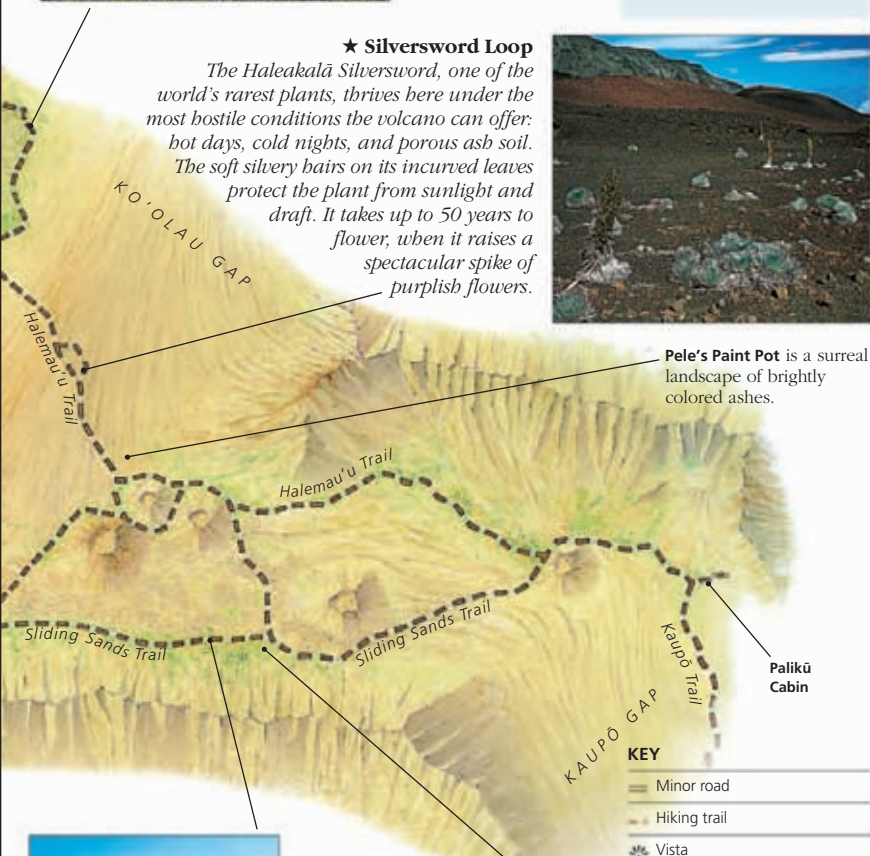 ★ Silversword Loop
The Haleakalā Silversword, one of the
world's rarest plants, thrives here under the
most hostile conditions the volcano can offer:
hot days, cold nights, and porous ash soil.
The soft silvery hairs on its incurved leaves
protect the plant from sunlight and
draft. It takes up to 50 years to
flower, when it raises a
spectacular spike of
purplish flowers.
KO'OLAU GAP
Halemau'u Trail
Pele's Paint Pot is a surreal
landscape of brightly
colored ashes.
Halemau'u Trail
Sliding Sands Trail
Sliding Sands Trail
Kaupō Trail
Palikū
Cabin
KAUPŌ GAP
KEY
Minor road
Hiking trail
Vista